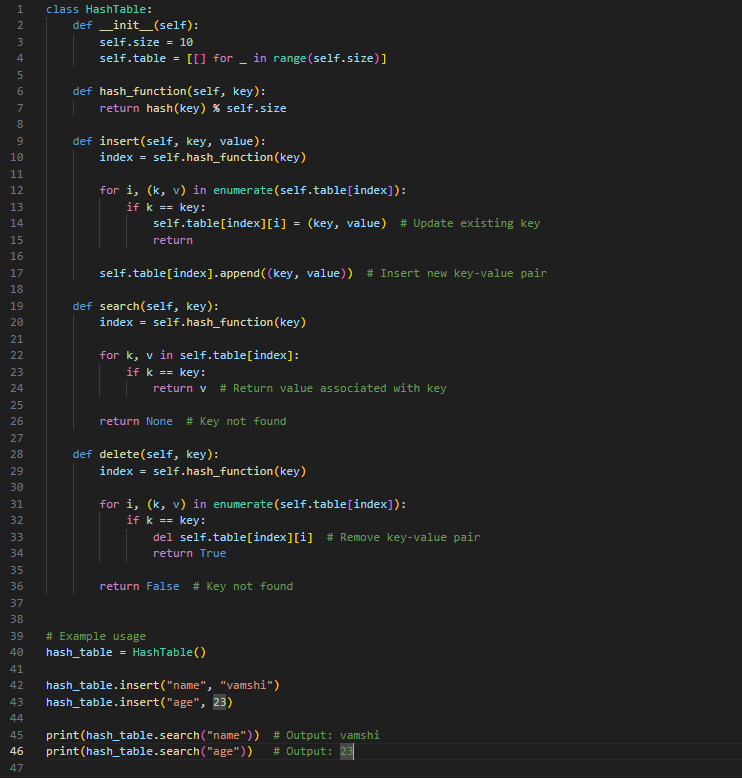 1 class HashTable:
2     def __init__(self):
3         self.size = 10
4         self.table = [[] for _ in range(self.size)]
5
6     def hash_function(self, key):
7         return hash(key) % self.size
8
9     def insert(self, key, value):
10         index = self.hash_function(key)
11
12         for i, (k, v) in enumerate(self.table[index]):
13             if k == key:
14                 self.table[index][i] = (key, value)  # Update existing key
15                 return
16
17         self.table[index].append((key, value))  # Insert new key-value pair
18
19     def search(self, key):
20         index = self.hash_function(key)
21
22         for k, v in self.table[index]:
23             if k == key:
24                 return v  # Return value associated with key
25
26         return None  # Key not found
27
28     def delete(self, key):
29         index = self.hash_function(key)
30
31         for i, (k, v) in enumerate(self.table[index]):
32             if k == key:
33                 del self.table[index][i]  # Remove key-value pair
34                 return True
35
36         return False  # Key not found
37
38
39 # Example usage
40 hash_table = HashTable()
41
42 hash_table.insert("name", "vamshi")
43 hash_table.insert("age", 23)
44
45 print(hash_table.search("name"))  # Output: vamshi
46 print(hash_table.search("age"))   # Output: 23
47